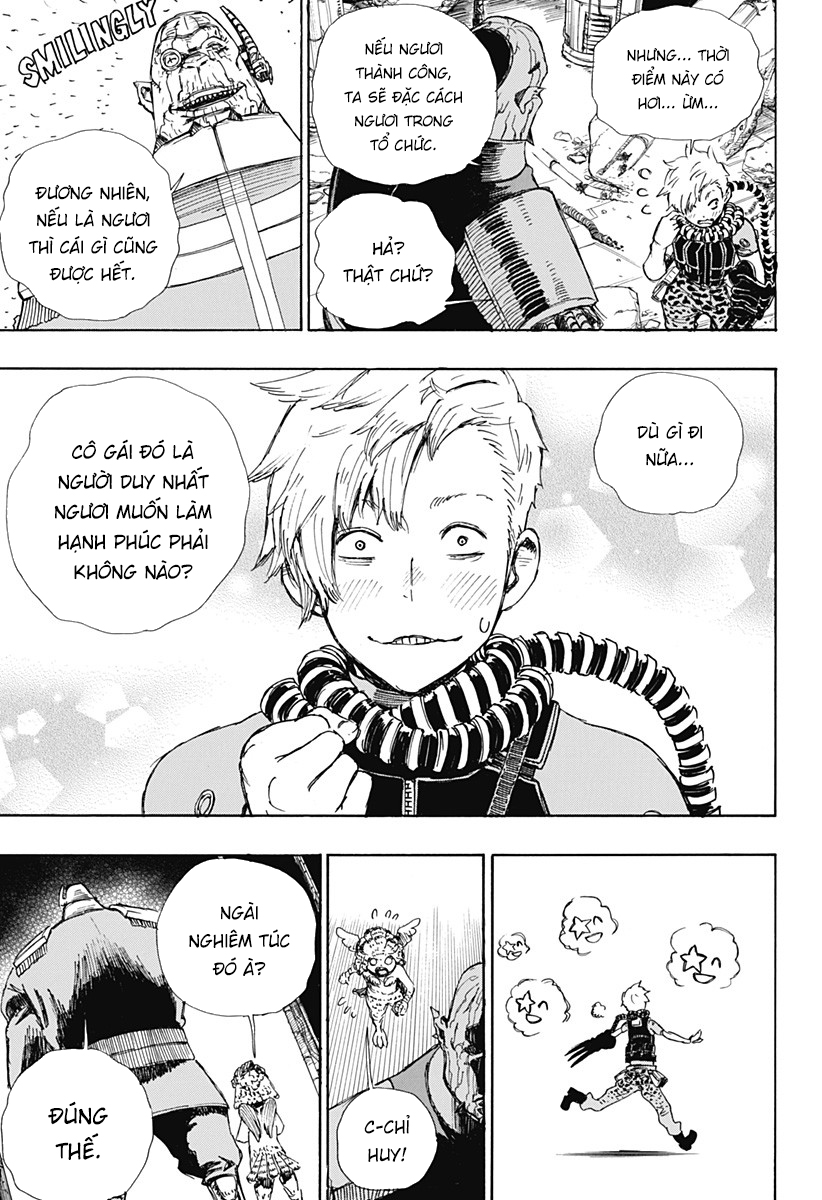 NHƯNG... THỜI
ĐIỂM NÀY CÓ
HƠI... ỪM...
NẾU NGƯƠI
THÀNH CÔNG,
TA SẼ ĐẶC CÁCH
NGƯƠI TRONG
TỔ CHỨC.
HẢ?
THẬT CHỨ?
SMILINGLY
ĐƯƠNG NHIÊN,
NẾU LÀ NGƯƠI
THÌ CÁI GÌ CŨNG
ĐƯỢC HẾT.
DÙ GÌ ĐI
NỮA...
CÔ GÁI ĐÓ LÀ
NGƯỜI DUY NHẤT
NGƯƠI MUỐN LÀM
HẠNH PHÚC PHẢI
KHÔNG NÀO?
C-CHỈ
HUY!
NGÀI
NGHIÊM TÚC
ĐÓ À?
ĐÚNG
THẾ.